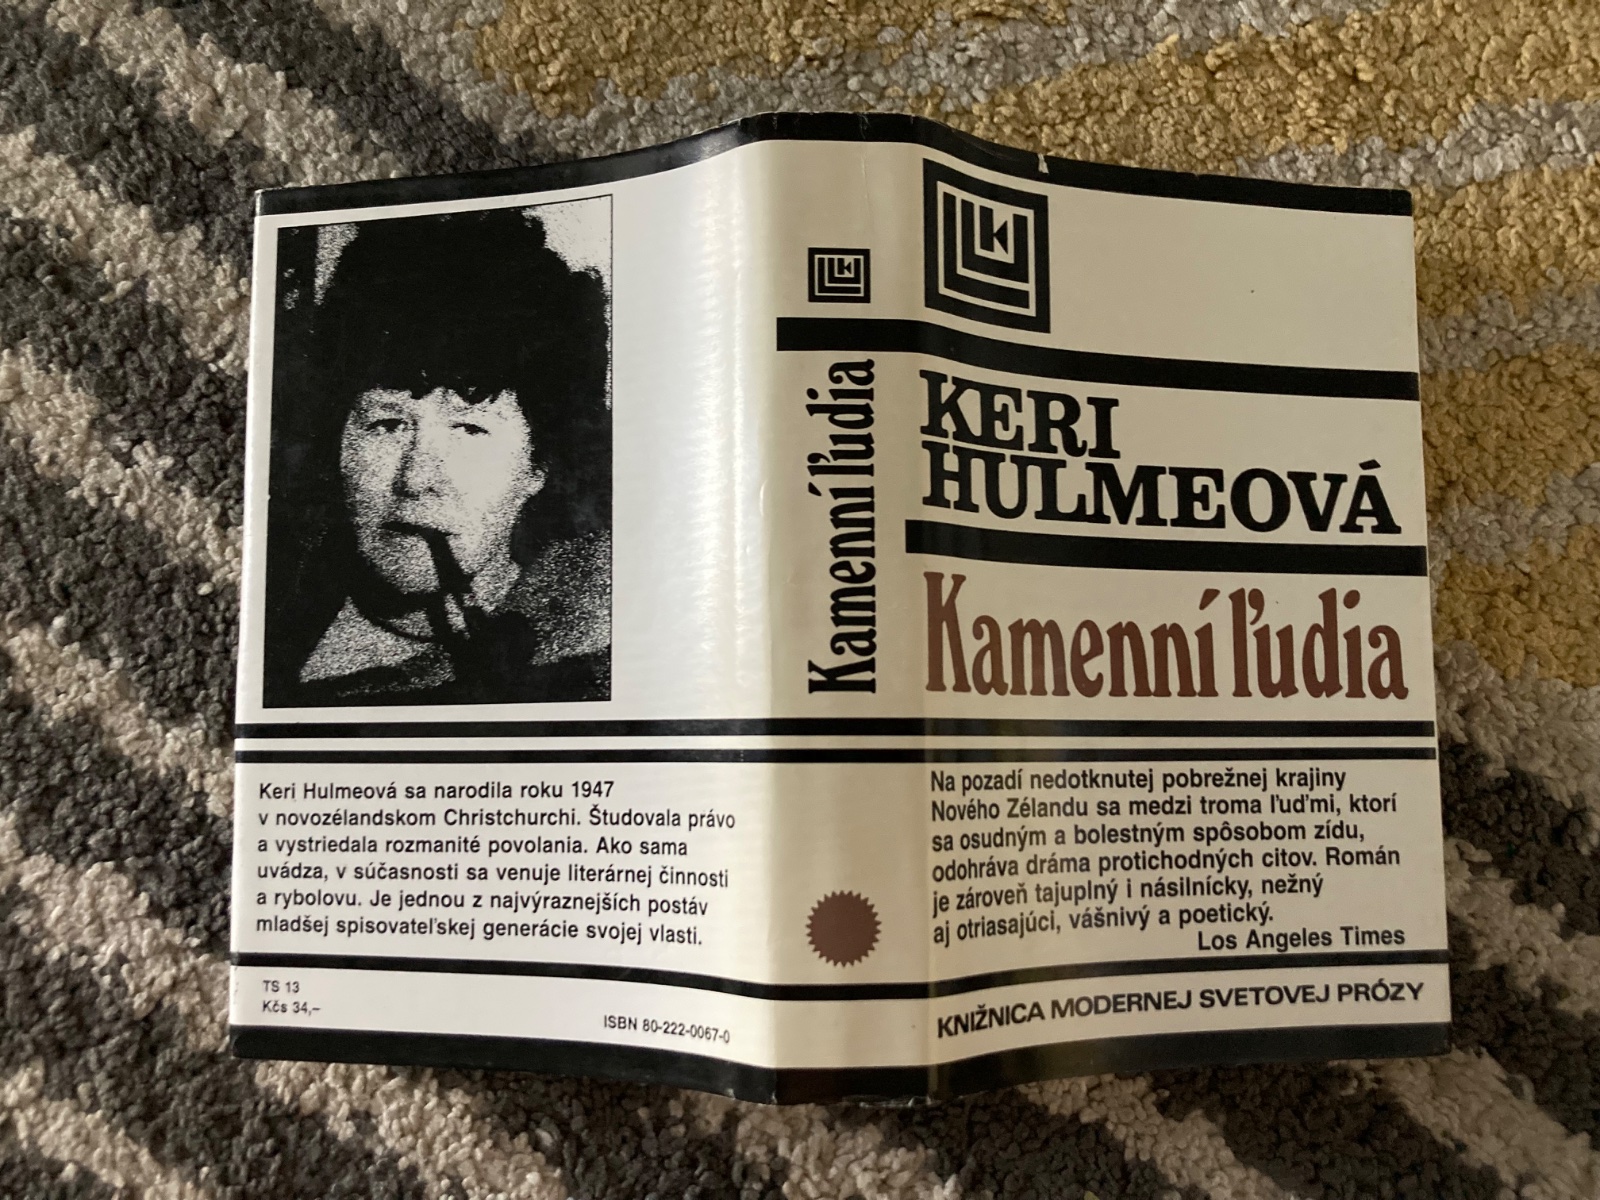 Keri Hulmeová sa narodila roku 1947
v novozélandskom Christchurchi. Študovala právo
a vystriedala rozmanité povolania. Ako sama
uvádza, v súčasnosti sa venuje literárnej činnosti
a rybolovu. Je jednou z najvýraznejších postáv
mladšej spisovateľskej generácie svojej vlasti.
TS 13
Kčs 34,–
ISBN 80-222-0067-0
Kamenní ľudia
KERI
HULMEOVÁ
Kamenní ľudia
Na pozadí nedotknutej pobrežnej krajiny
Nového Zélandu sa medzi troma ľuďmi, ktorí
sa osudným a bolestným spôsobom zídu,
odohráva dráma protichodných citov. Román
je zároveň tajuplný i násilnícky, nežný
aj otriasajúci, vášnivý a poetický.
Los Angeles Times
KNIŽNICA MODERNEJ SVETOVEJ PRÓZY